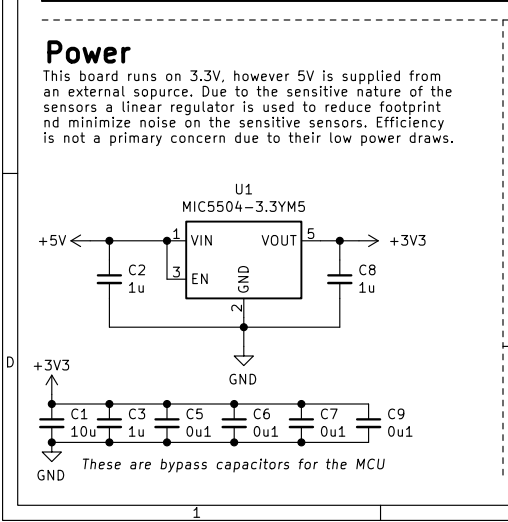 Power
This board runs on 3.3V, however 5V is supplied from
an external sopurce. Due to the sensitive nature of the
sensors a linear regulator is used to reduce footprint
nd minimize noise on the sensitive sensors. Efficiency
is not a primary concern due to their low power draws.
U1
MIC5504-3.3YM5
+5V 1 VIN VOUT 5 +3V3
C2 3 EN GND C8
1u 1u
2
GND
D
+3V3
C1 C3 C5 C6 C7 C9
10u 1u 0u1 0u1 0u1 0u1
GND
These are bypass capacitors for the MCU
1